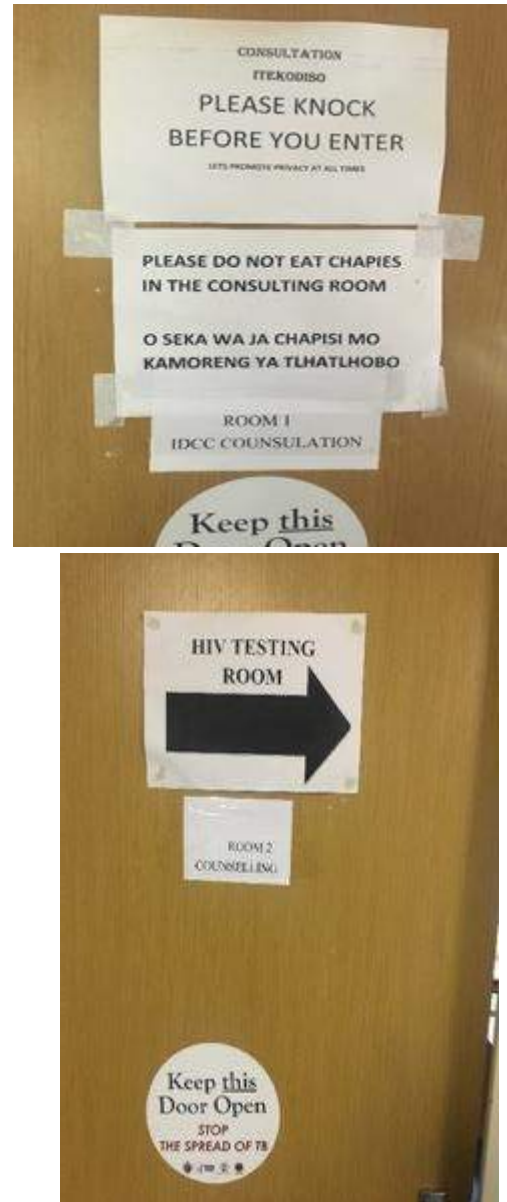 CONSULTATION
ITEKODISO
PLEASE KNOCK
BEFORE YOU ENTER
LETS PROMOTE PRIVACY AT ALL TIMES
PLEASE DO NOT EAT CHAPIES
IN THE CONSULTING ROOM
O SEKA WA JA CHAPISI MO
KAMORENG YA TLHATLHOBO
ROOM 1
IDCC COUNSULATION
Keep this
Door Open
HIV TESTING
ROOM
ROOM 2
COUNSELLING
Keep this
Door Open
STOP
THE SPREAD OF TB